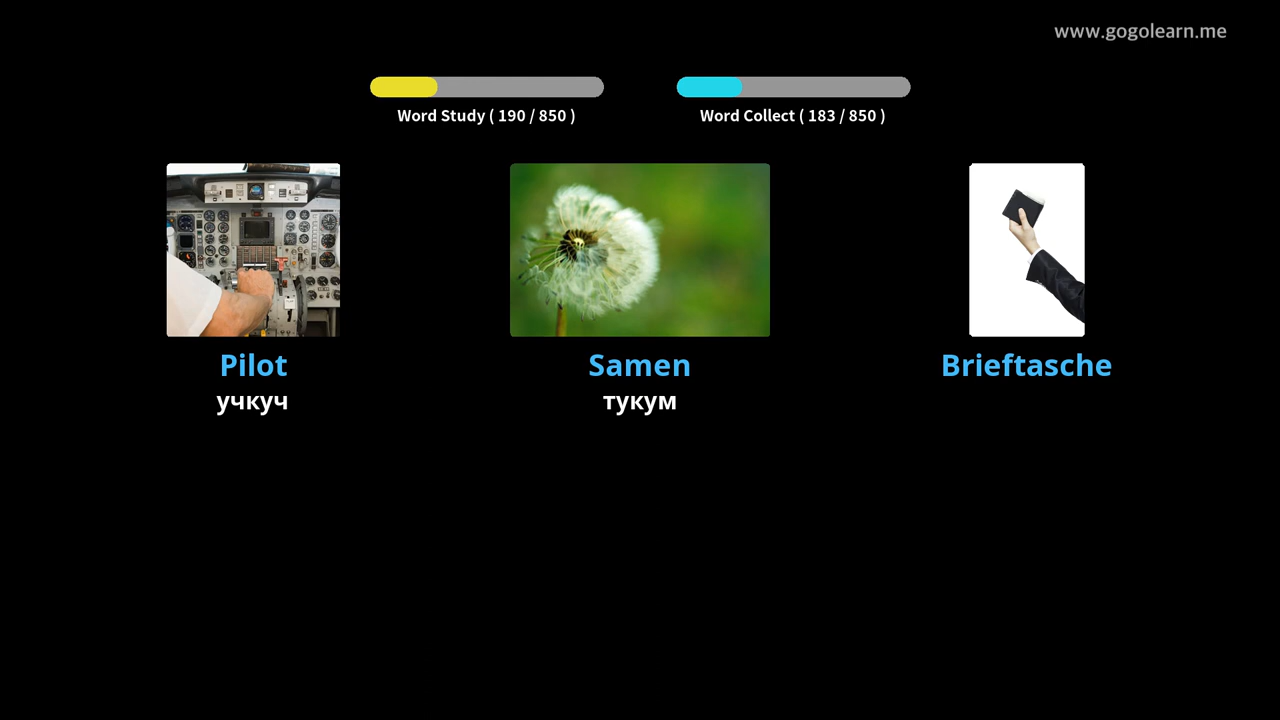 www.gogolearn.me
Word Study ( 190 / 850 )
Word Collect ( 183 / 850 )
Pilot
учкуч
Samen
тукум
Brieftasche